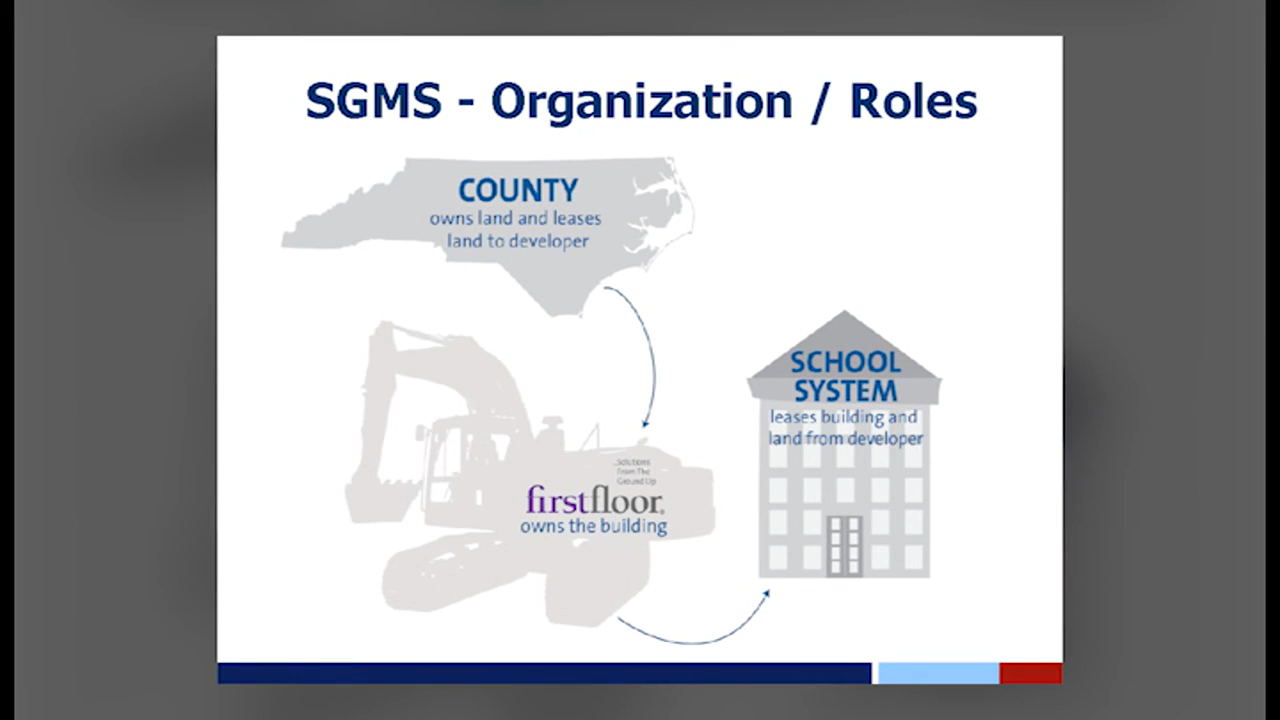 SGMS - Organization / Roles
COUNTY
owns land and leases
land to developer
...Solutions
From The
Ground Up
firstfloor.
owns the building
SCHOOL
SYSTEM
leases building and
land from developer